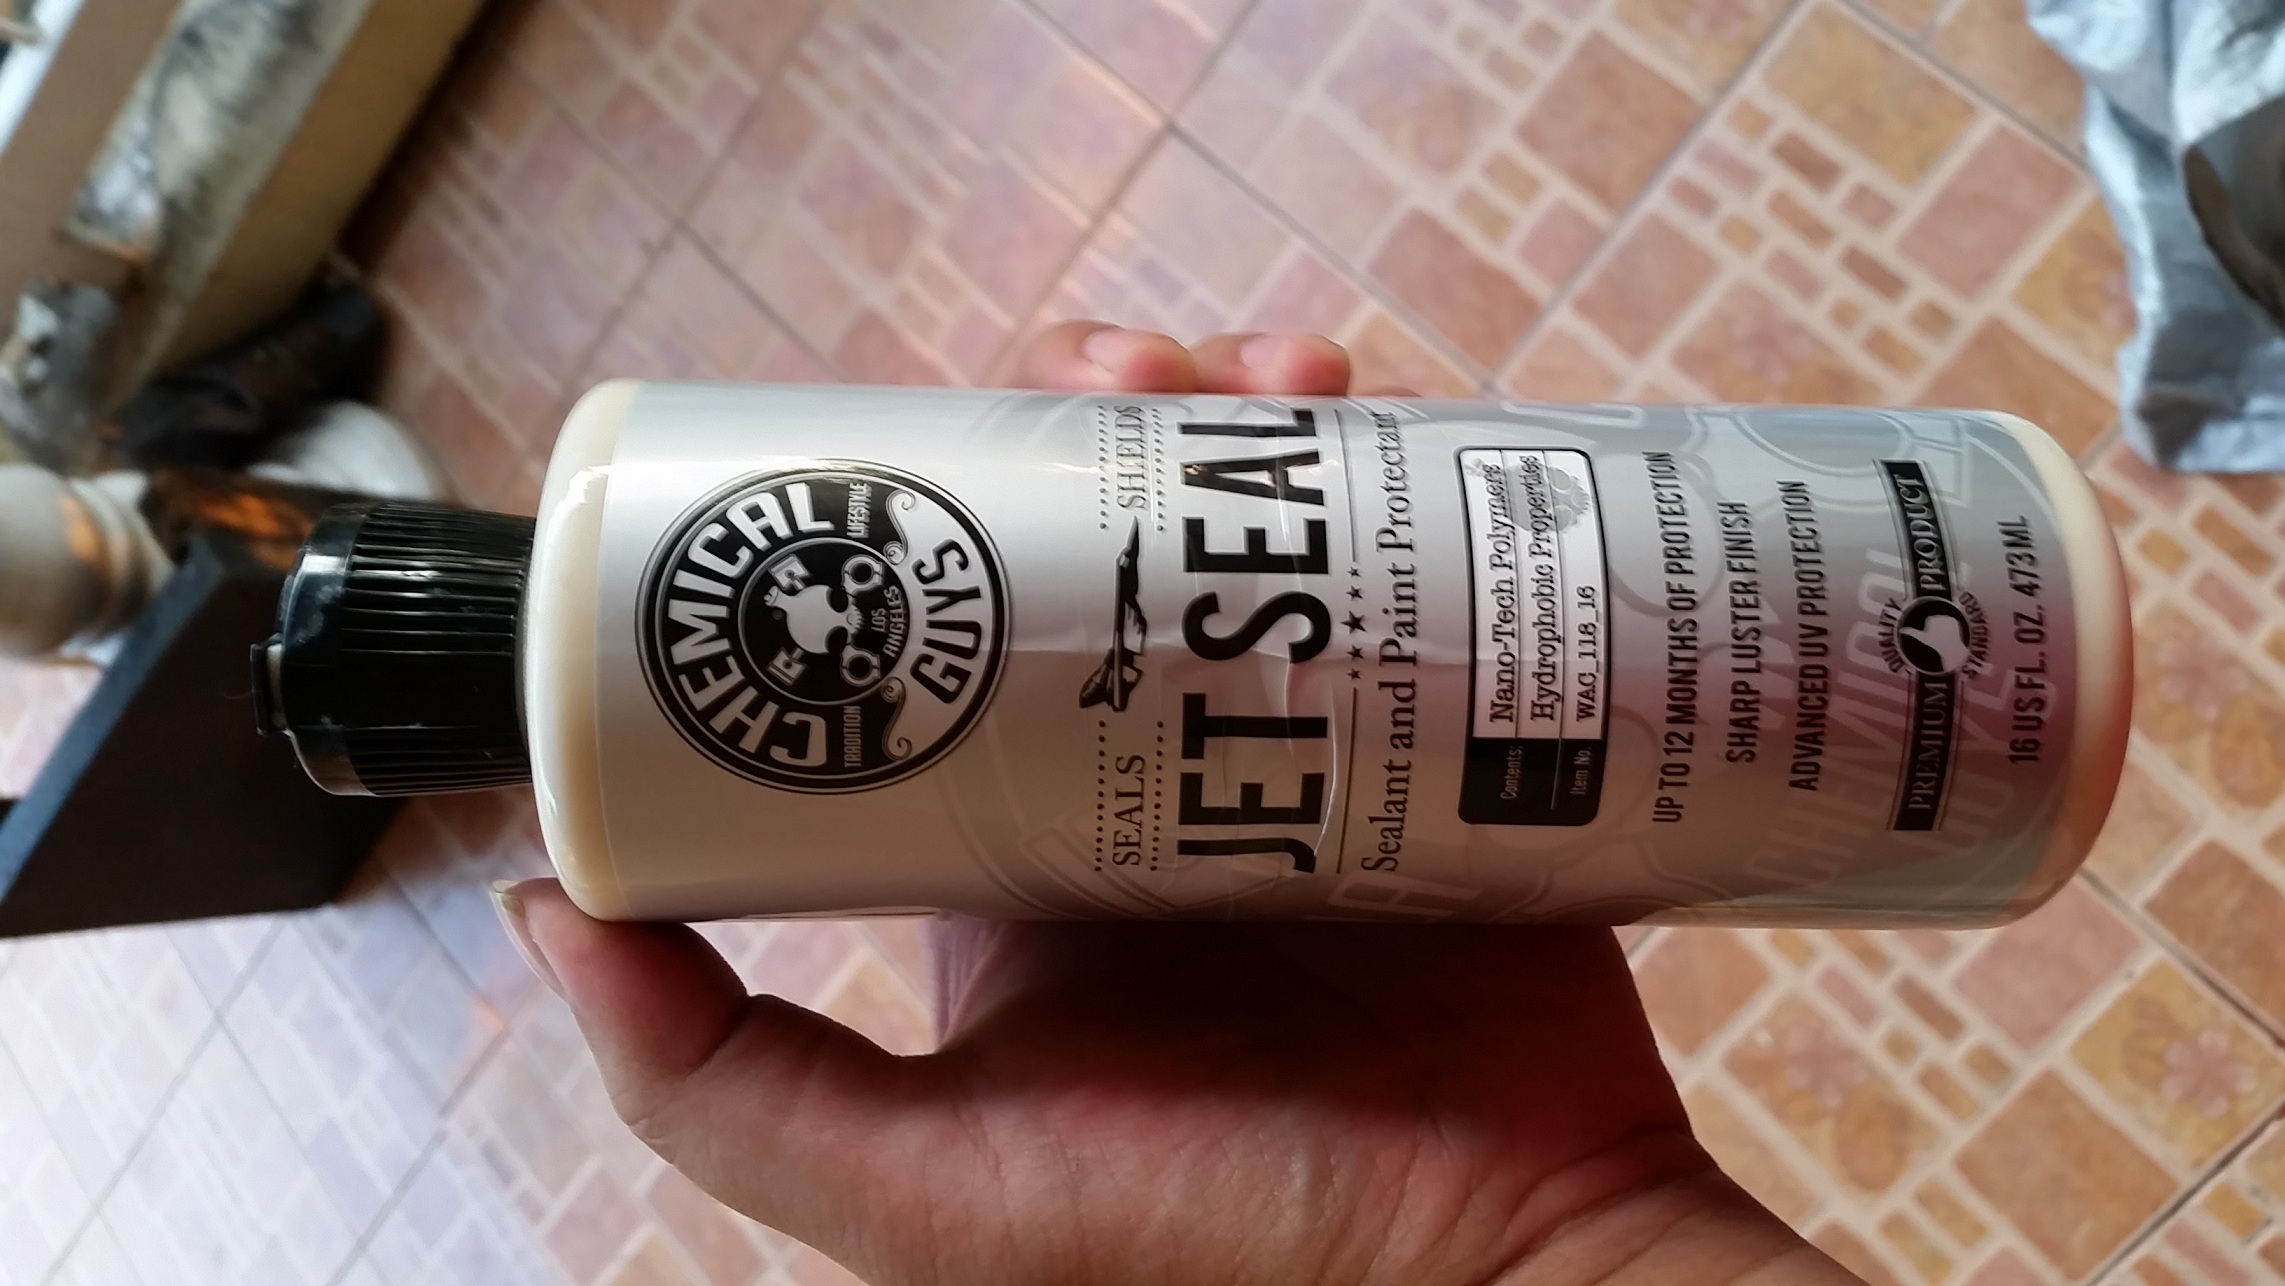 CHEMICAL
TRADITION
LOS
ANGELES
LIFESTYLE
GUYS
SEALS SHIELDS
JET SEAL
Sealant and Paint Protectant
Contents: Nano-Tech Polymers
Hydrophobic Properties
Item No. WAC_118_16
UP TO 12 MONTHS OF PROTECTION
SHARP LUSTER FINISH
ADVANCED UV PROTECTION
QUALITY
PREMIUM PRODUCT
STANDARD
16 US FL. OZ. 473ML
CHEMICAL